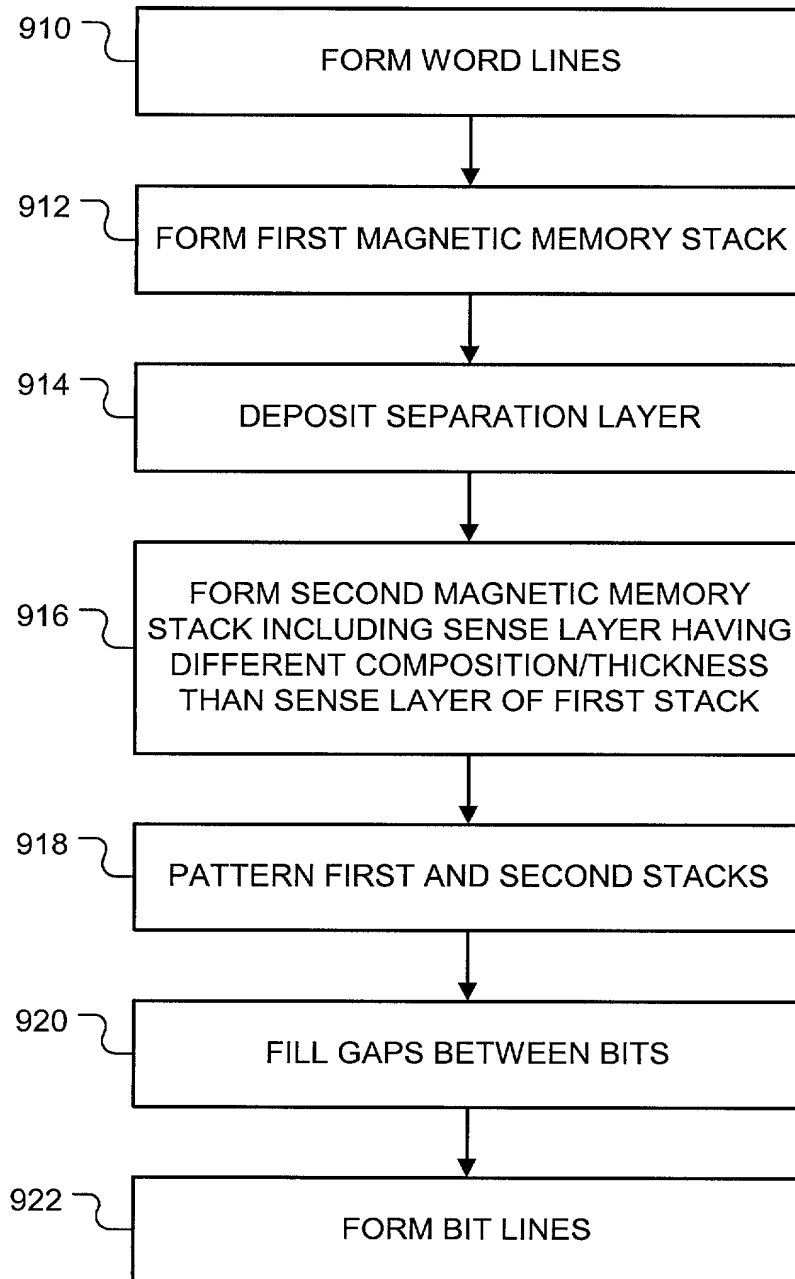 910
FORM WORD LINES
912
FORM FIRST MAGNETIC MEMORY STACK
914
DEPOSIT SEPARATION LAYER
916
FORM SECOND MAGNETIC MEMORY
STACK INCLUDING SENSE LAYER HAVING
DIFFERENT COMPOSITION/THICKNESS
THAN SENSE LAYER OF FIRST STACK
918
PATTERN FIRST AND SECOND STACKS
920
FILL GAPS BETWEEN BITS
922
FORM BIT LINES